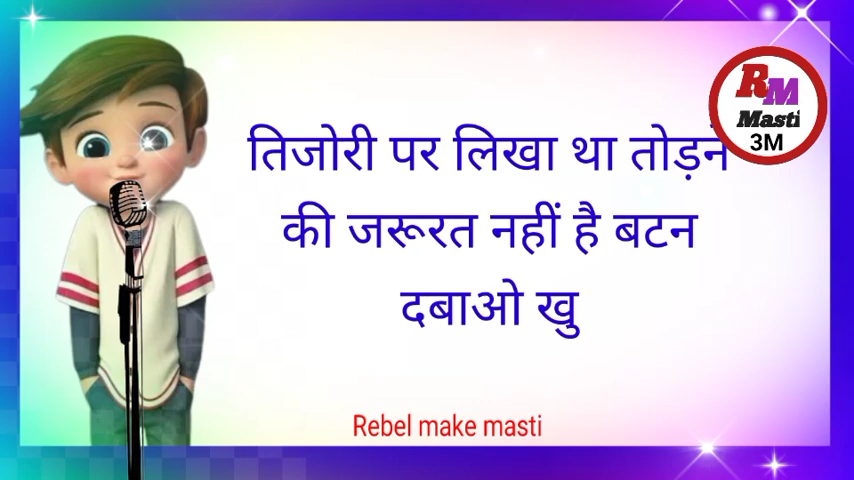 RM
Masti
3M
तिजोरी पर लिखा था तोड़ने
की जरूरत नहीं है बटन
दबाओ खु
Rebel make masti